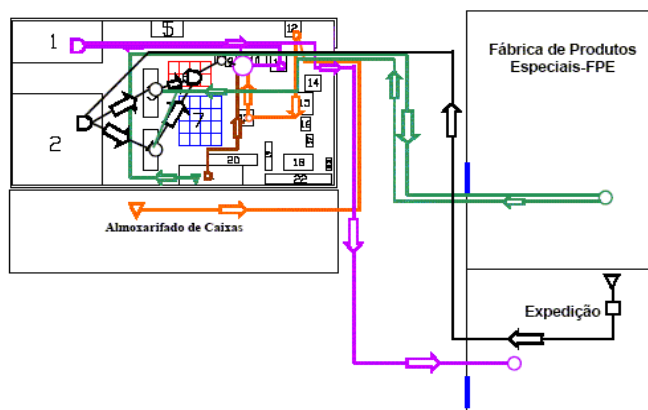 1
5
12
Fábrica de Produtos
Especiais-FPE
14
15
2
7
16
20
18
22
Almoxarifado de Caixas
Expedição